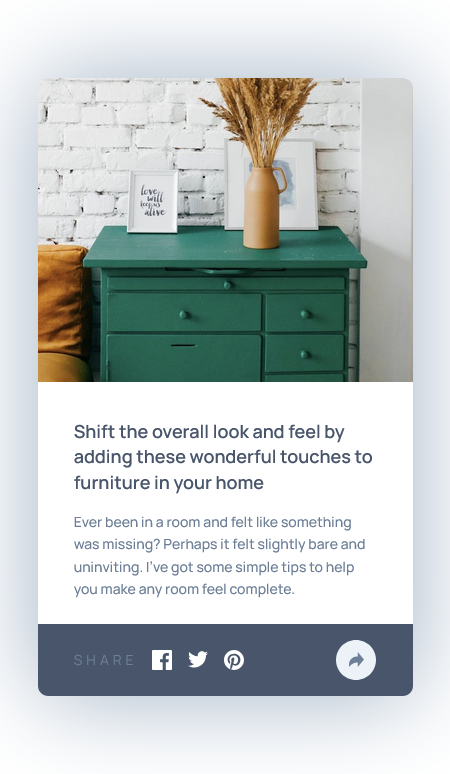 love
will
keep us
alive
Shift the overall look and feel by
adding these wonderful touches to
furniture in your home
Ever been in a room and felt like something
was missing? Perhaps it felt slightly bare and
uninviting. I've got some simple tips to help
you make any room feel complete.
SHARE